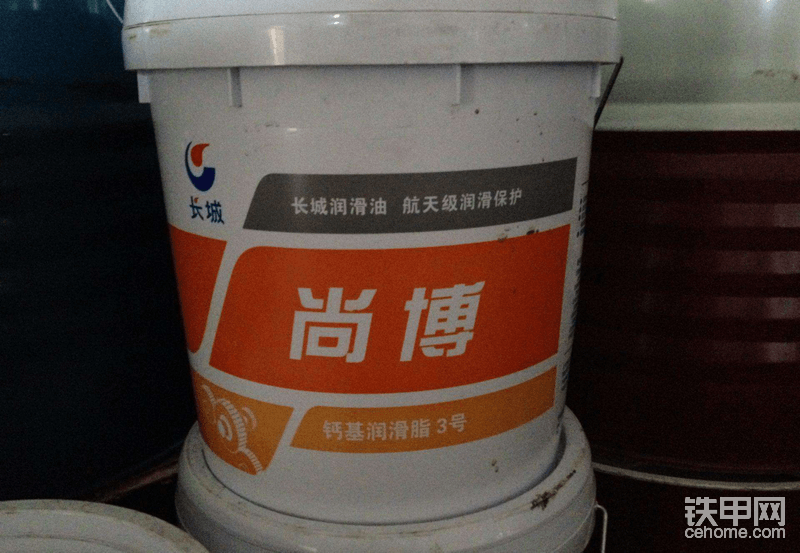 长城
长城润滑油 航天级润滑保护
尚博
钙基润滑脂 3号
铁甲网
cehome.com